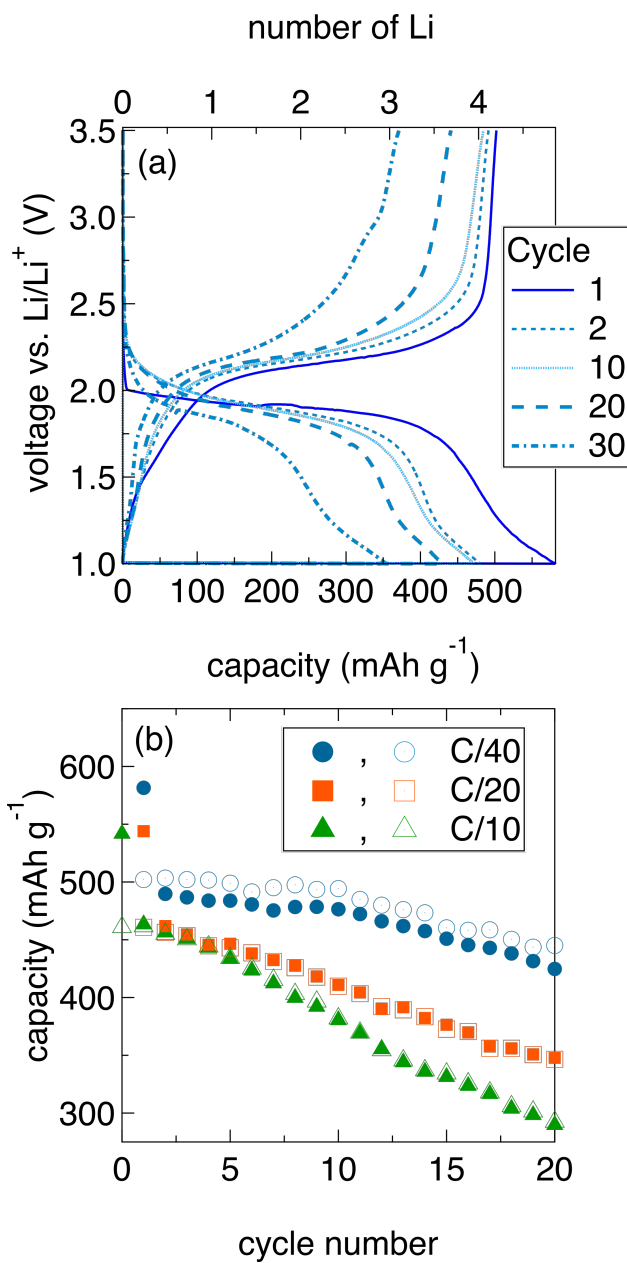 number of Li
0 1 2 3 4
3.5
(a)
3.0
2.5
2.0
1.5
1.0
voltage vs. Li/Li⁺ (V)
Cycle
1
2
10
20
30
0 100 200 300 400 500
capacity (mAh g⁻¹)
(b)
600
500
400
300
capacity (mAh g⁻¹)
, C/40
, C/20
, C/10
0 5 10 15 20
cycle number